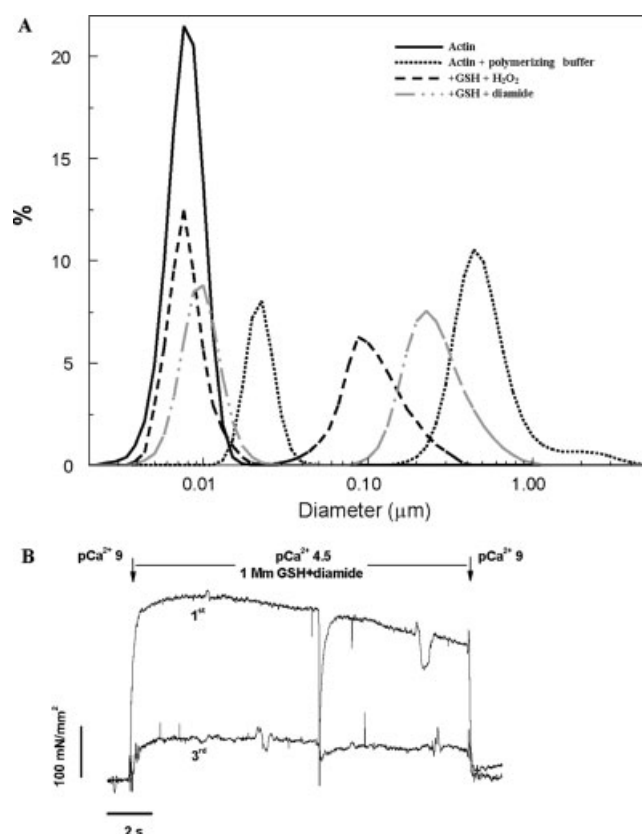 A
Actin
Actin + polymerizing buffer
+GSH + H₂O₂
+GSH + diamide
20
15
10
5
0
%
0.01
0.10
1.00
Diameter (μm)
B
pCa²⁺ 9
pCa²⁺ 4.5
pCa²⁺ 9
1 Mm GSH+diamide
1ˢᵗ
3ʳᵈ
100 mN/mm²
2 s